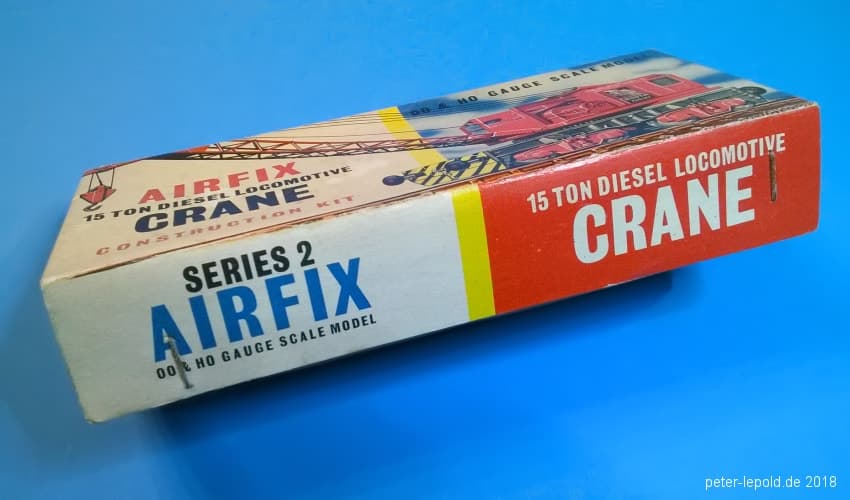 OO & HO GAUGE SCALE MODEL
AIRFIX
15 TON DIESEL LOCOMOTIVE
CRANE
CONSTRUCTION KIT
SERIES 2
AIRFIX
OO & HO GAUGE SCALE MODEL
15 TON DIESEL LOCOMOTIVE
CRANE
peter-lepold.de 2018